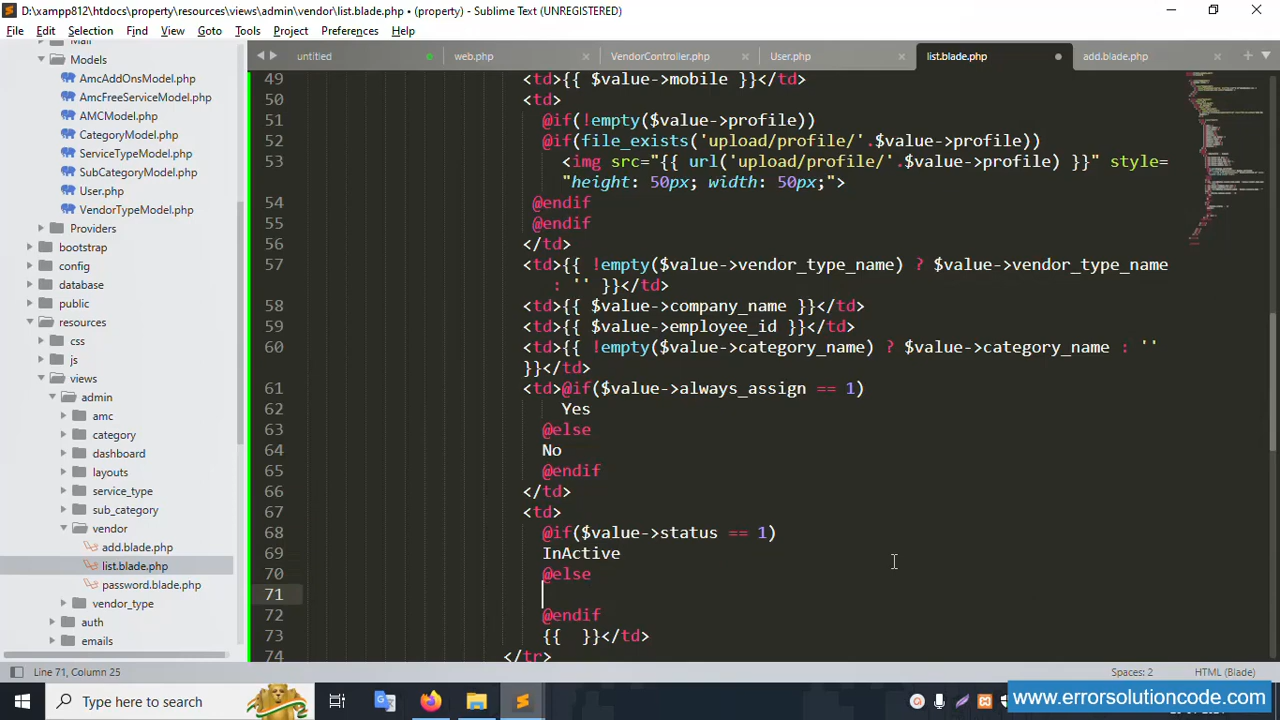 D:\xampp812\htdocs\property\resources\views\admin\vendor\list.blade.php • (property) - Sublime Text (UNREGISTERED)
File Edit Selection Find View Goto Tools Project Preferences Help
untitled web.php VendorController.php User.php list.blade.php add.blade.php
Models
AmcAddOnsModel.php
AmcFreeServiceModel.php
AMCModel.php
CategoryModel.php
ServiceTypeModel.php
SubCategoryModel.php
User.php
VendorTypeModel.php
Providers
bootstrap
config
database
public
resources
css
js
views
admin
amc
category
dashboard
layouts
service_type
sub_category
vendor
add.blade.php
list.blade.php
password.blade.php
vendor_type
auth
emails
49 <td>{{ $value->mobile }}</td>
50 <td>
51 @if(!empty($value->profile))
52 @if(file_exists('upload/profile/'.$value->profile))
53 <img src="{{ url('upload/profile/'.$value->profile) }}" style=
"height: 50px; width: 50px;">
54 @endif
55 @endif
56 </td>
57 <td>{{ !empty($value->vendor_type_name) ? $value->vendor_type_name
: '' }}</td>
58 <td>{{ $value->company_name }}</td>
59 <td>{{ $value->employee_id }}</td>
60 <td>{{ !empty($value->category_name) ? $value->category_name : ''
}}</td>
61 <td>@if($value->always_assign == 1)
62 Yes
63 @else
64 No
65 @endif
66 </td>
67 <td>
68 @if($value->status == 1)
69 InActive
70 @else
71
72 @endif
73 {{  }}</td>
74 </tr>
Line 71, Column 25 Spaces: 2 HTML (Blade)
Type here to search
www.errorsolutioncode.com